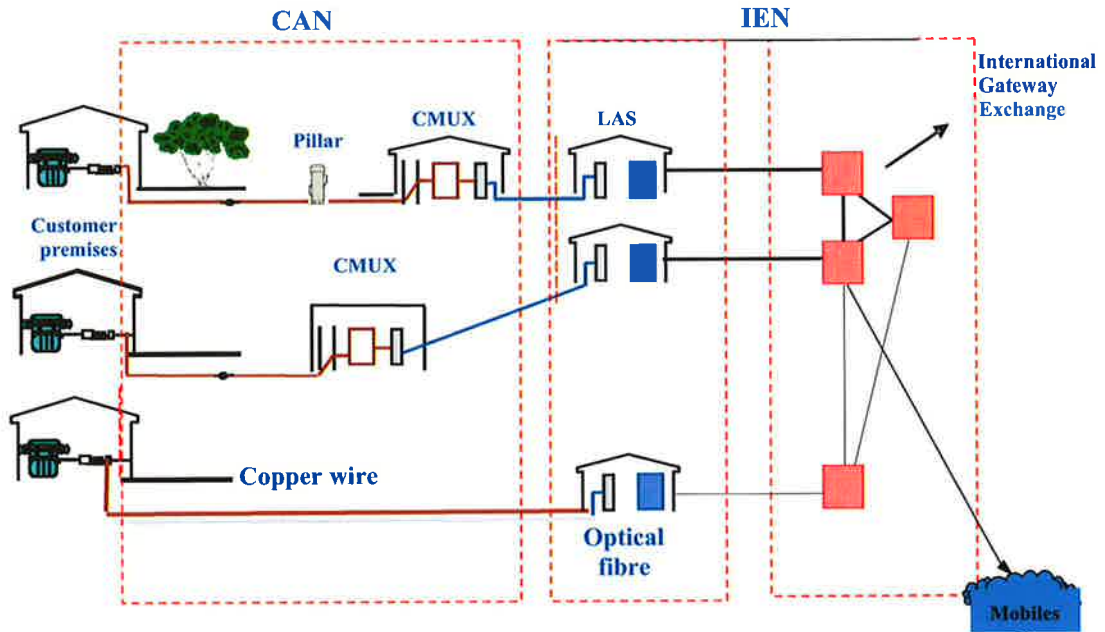 CAN
IEN
International
Gateway
Exchange
CMUX
LAS
Pillar
Customer
premises
CMUX
Copper wire
Optical
fibre
Mobiles